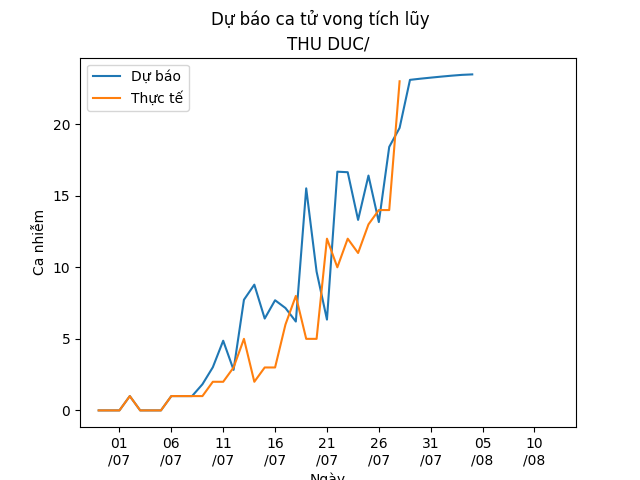 Dự báo ca tử vong tích lũy
THU DUC/
Dự báo
Thực tế
Ca nhiễm
20
15
10
5
0
01 06 11 16 21 26 31 05 10
/07 /07 /07 /07 /07 /07 /07 /08 /08
Ngày